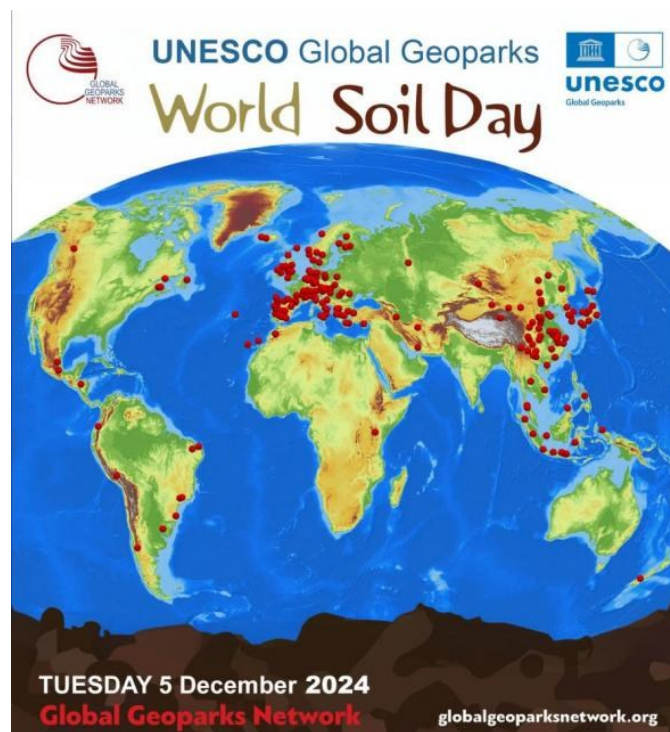 GLOBAL
GEOPARKS
NETWORK
UNESCO Global Geoparks
World Soil Day
unesco
Global Geoparks
TUESDAY 5 December 2024
Global Geoparks Network
globalgeoparksnetwork.org